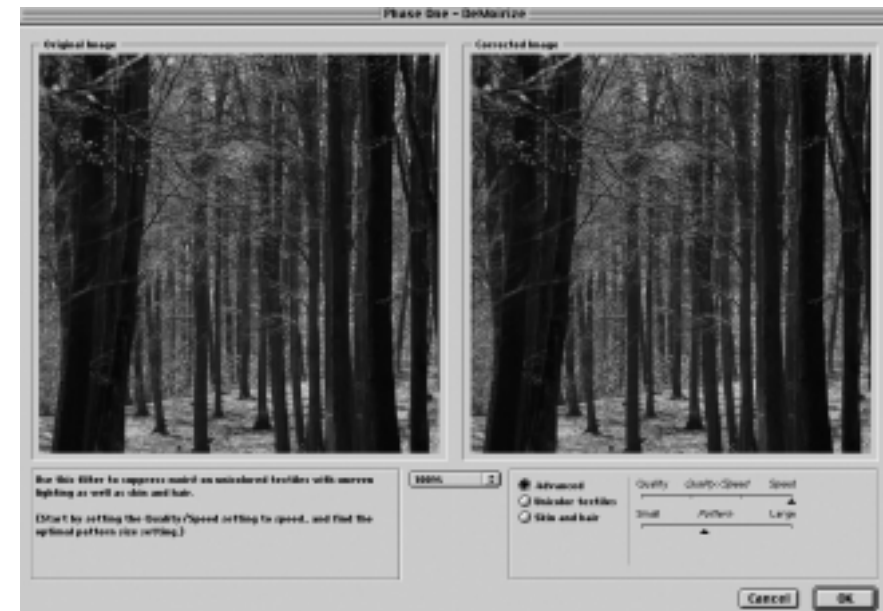 Phase One - DeMoirize
Original Image
Corrected Image
Use this filter to suppress moiré on unicolored textiles with uneven
lighting as well as skin and hair.
(Start by setting the Quality/Speed setting to speed, and find the
optimal pattern size setting.)
100%
Advanced
Unicolor textiles
Skin and hair
Quality Quality/Speed Speed
Small Pattern Large
Cancel OK